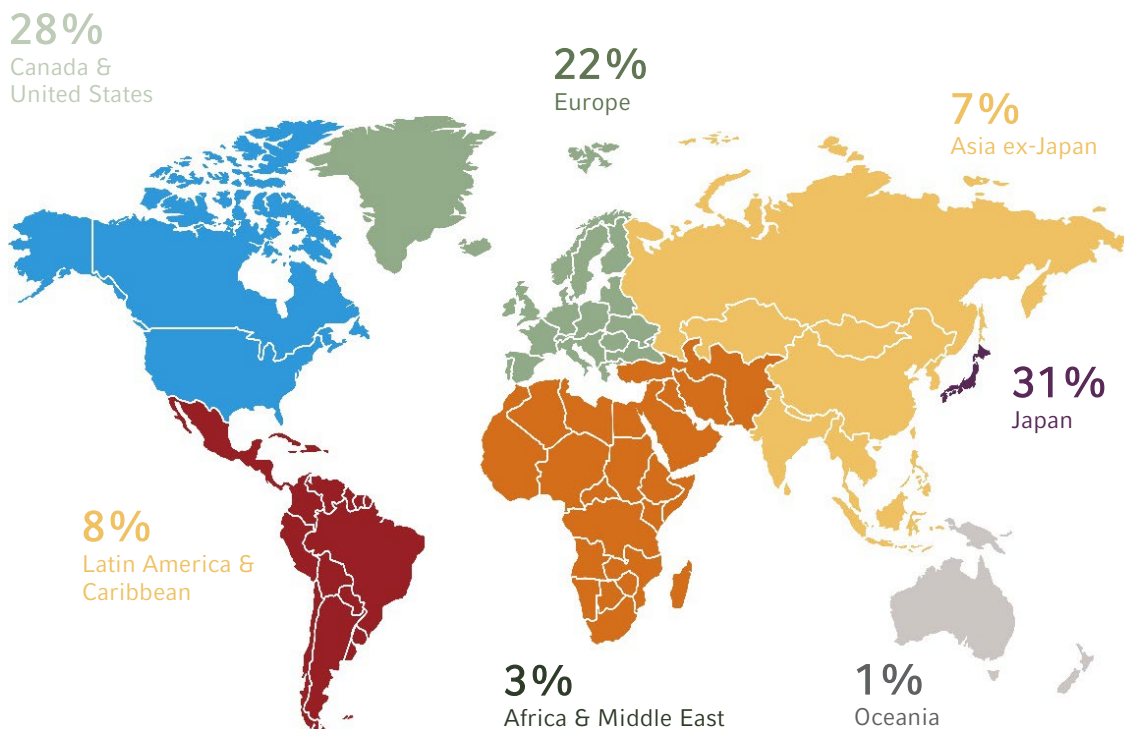 28%
Canada &
United States
22%
Europe
7%
Asia ex-Japan
31%
Japan
8%
Latin America &
Caribbean
3%
Africa & Middle East
1%
Oceania